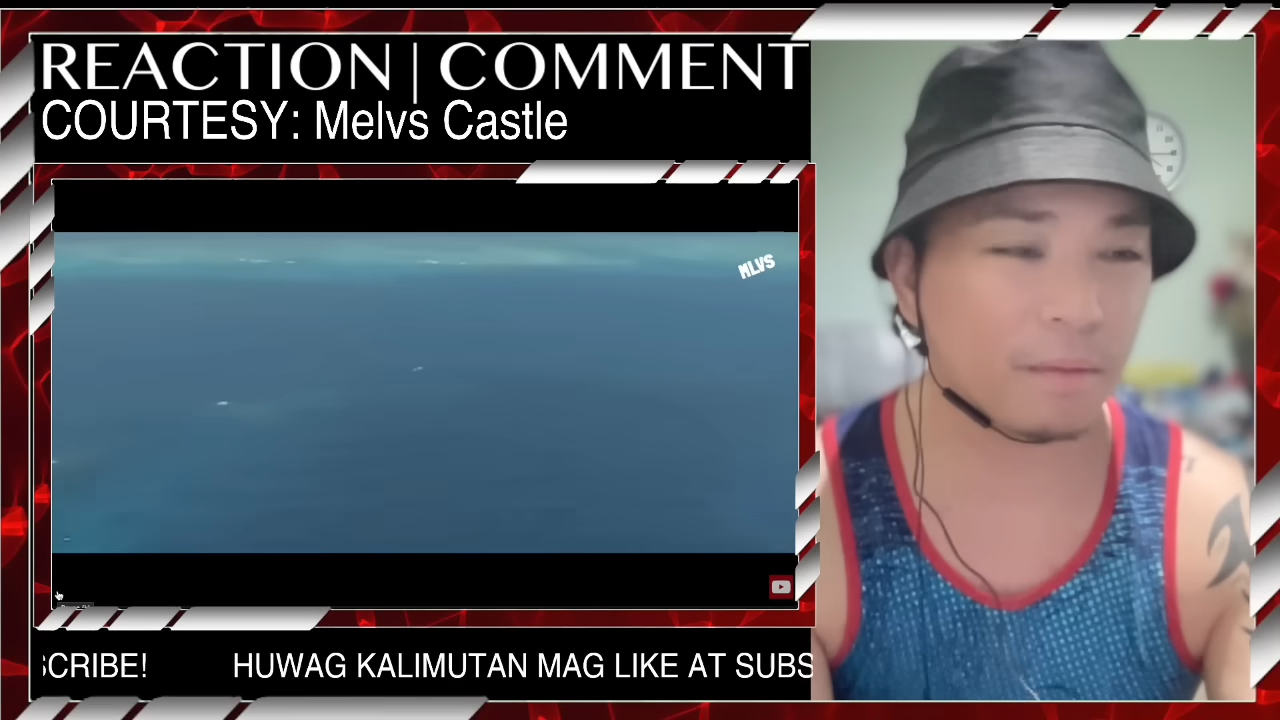 REACTION | COMMENT
COURTESY: Melvs Castle
MLVS
SCRIBE! HUWAG KALIMUTAN MAG LIKE AT SUBS